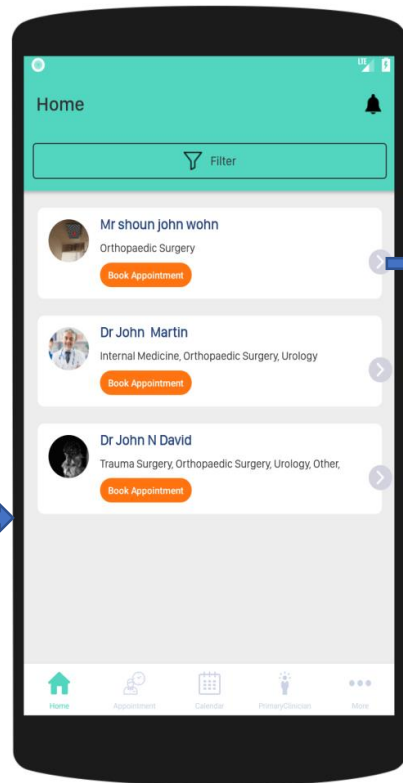 LTE
Home
Filter
Mr shoun john wohn
Orthopaedic Surgery
Book Appointment
Dr John Martin
Internal Medicine, Orthopaedic Surgery, Urology
Book Appointment
Dr John N David
Trauma Surgery, Orthopaedic Surgery, Urology, Other,
Book Appointment
Home Appointment Calendar PrimaryClinician More